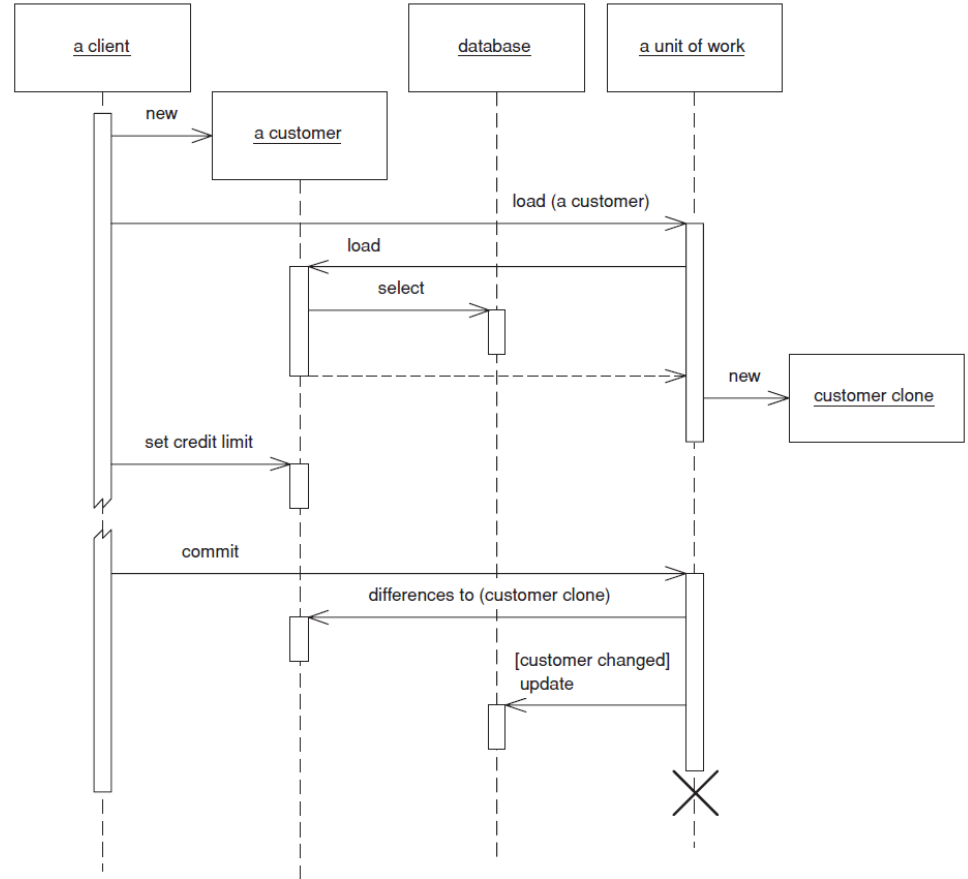 a client
database
a unit of work
new
a customer
load (a customer)
load
select
new
customer clone
set credit limit
commit
differences to (customer clone)
[customer changed]
update